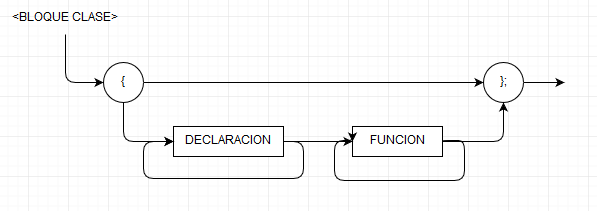 <BLOQUE CLASE>
{
};
DECLARACION
FUNCION